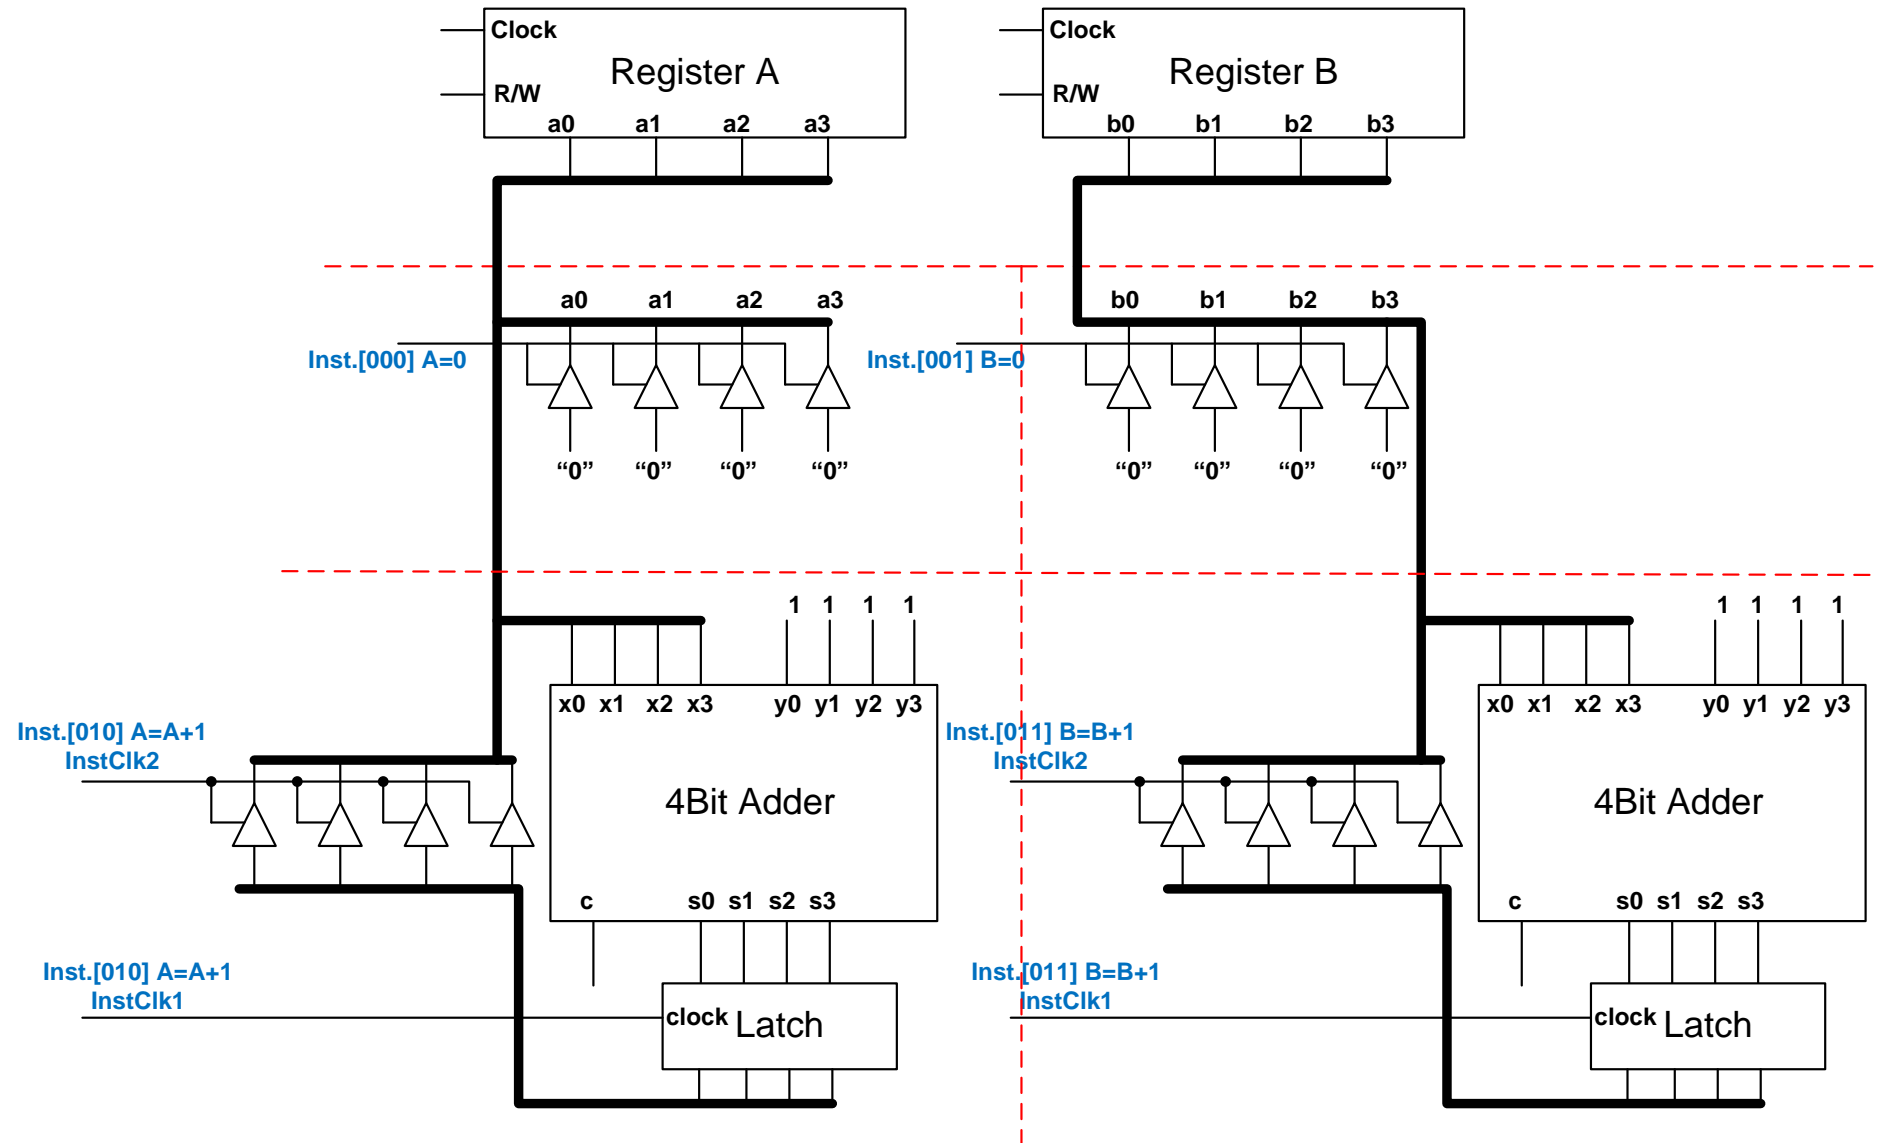 Clock
Register A
R/W
a0 a1 a2 a3
Clock
Register B
R/W
b0 b1 b2 b3
a0 a1 a2 a3
Inst.[000] A=0
“0” “0” “0” “0”
b0 b1 b2 b3
Inst.[001] B=0
“0” “0” “0” “0”
1 1 1 1
x0 x1 x2 x3 y0 y1 y2 y3
Inst.[010] A=A+1
InstClk2
4Bit Adder
c s0 s1 s2 s3
Inst.[010] A=A+1
InstClk1
clock Latch
1 1 1 1
x0 x1 x2 x3 y0 y1 y2 y3
Inst.[011] B=B+1
InstClk2
4Bit Adder
c s0 s1 s2 s3
Inst.[011] B=B+1
InstClk1
clock Latch